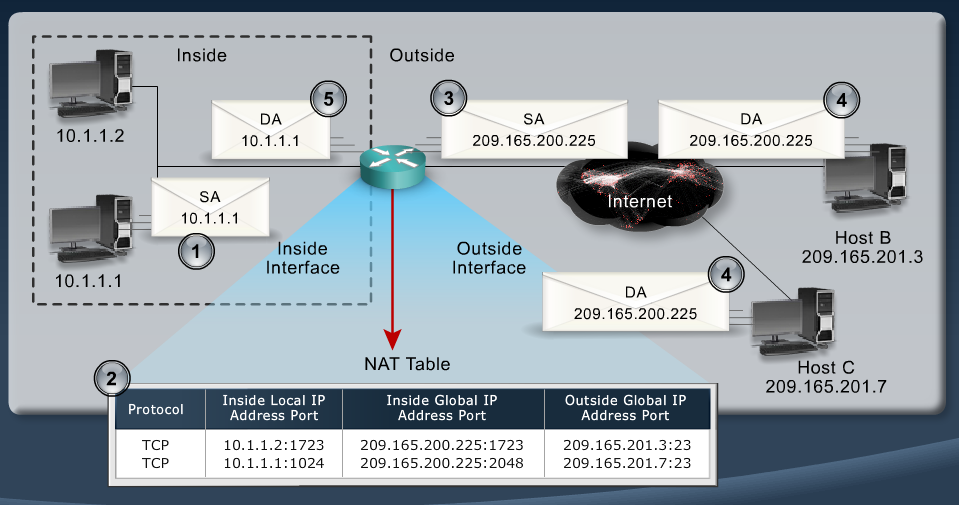 Inside
Outside
10.1.1.2
5
DA
10.1.1.1
3
SA
209.165.200.225
4
DA
209.165.200.225
SA
10.1.1.1
1
10.1.1.1
Inside
Interface
Outside
Interface
Internet
Host B
209.165.201.3
4
DA
209.165.200.225
Host C
209.165.201.7
NAT Table
2
Protocol
Inside Local IP
Address Port
Inside Global IP
Address Port
Outside Global IP
Address Port
TCP 10.1.1.2:1723 209.165.200.225:1723 209.165.201.3:23
TCP 10.1.1.1:1024 209.165.200.225:2048 209.165.201.7:23